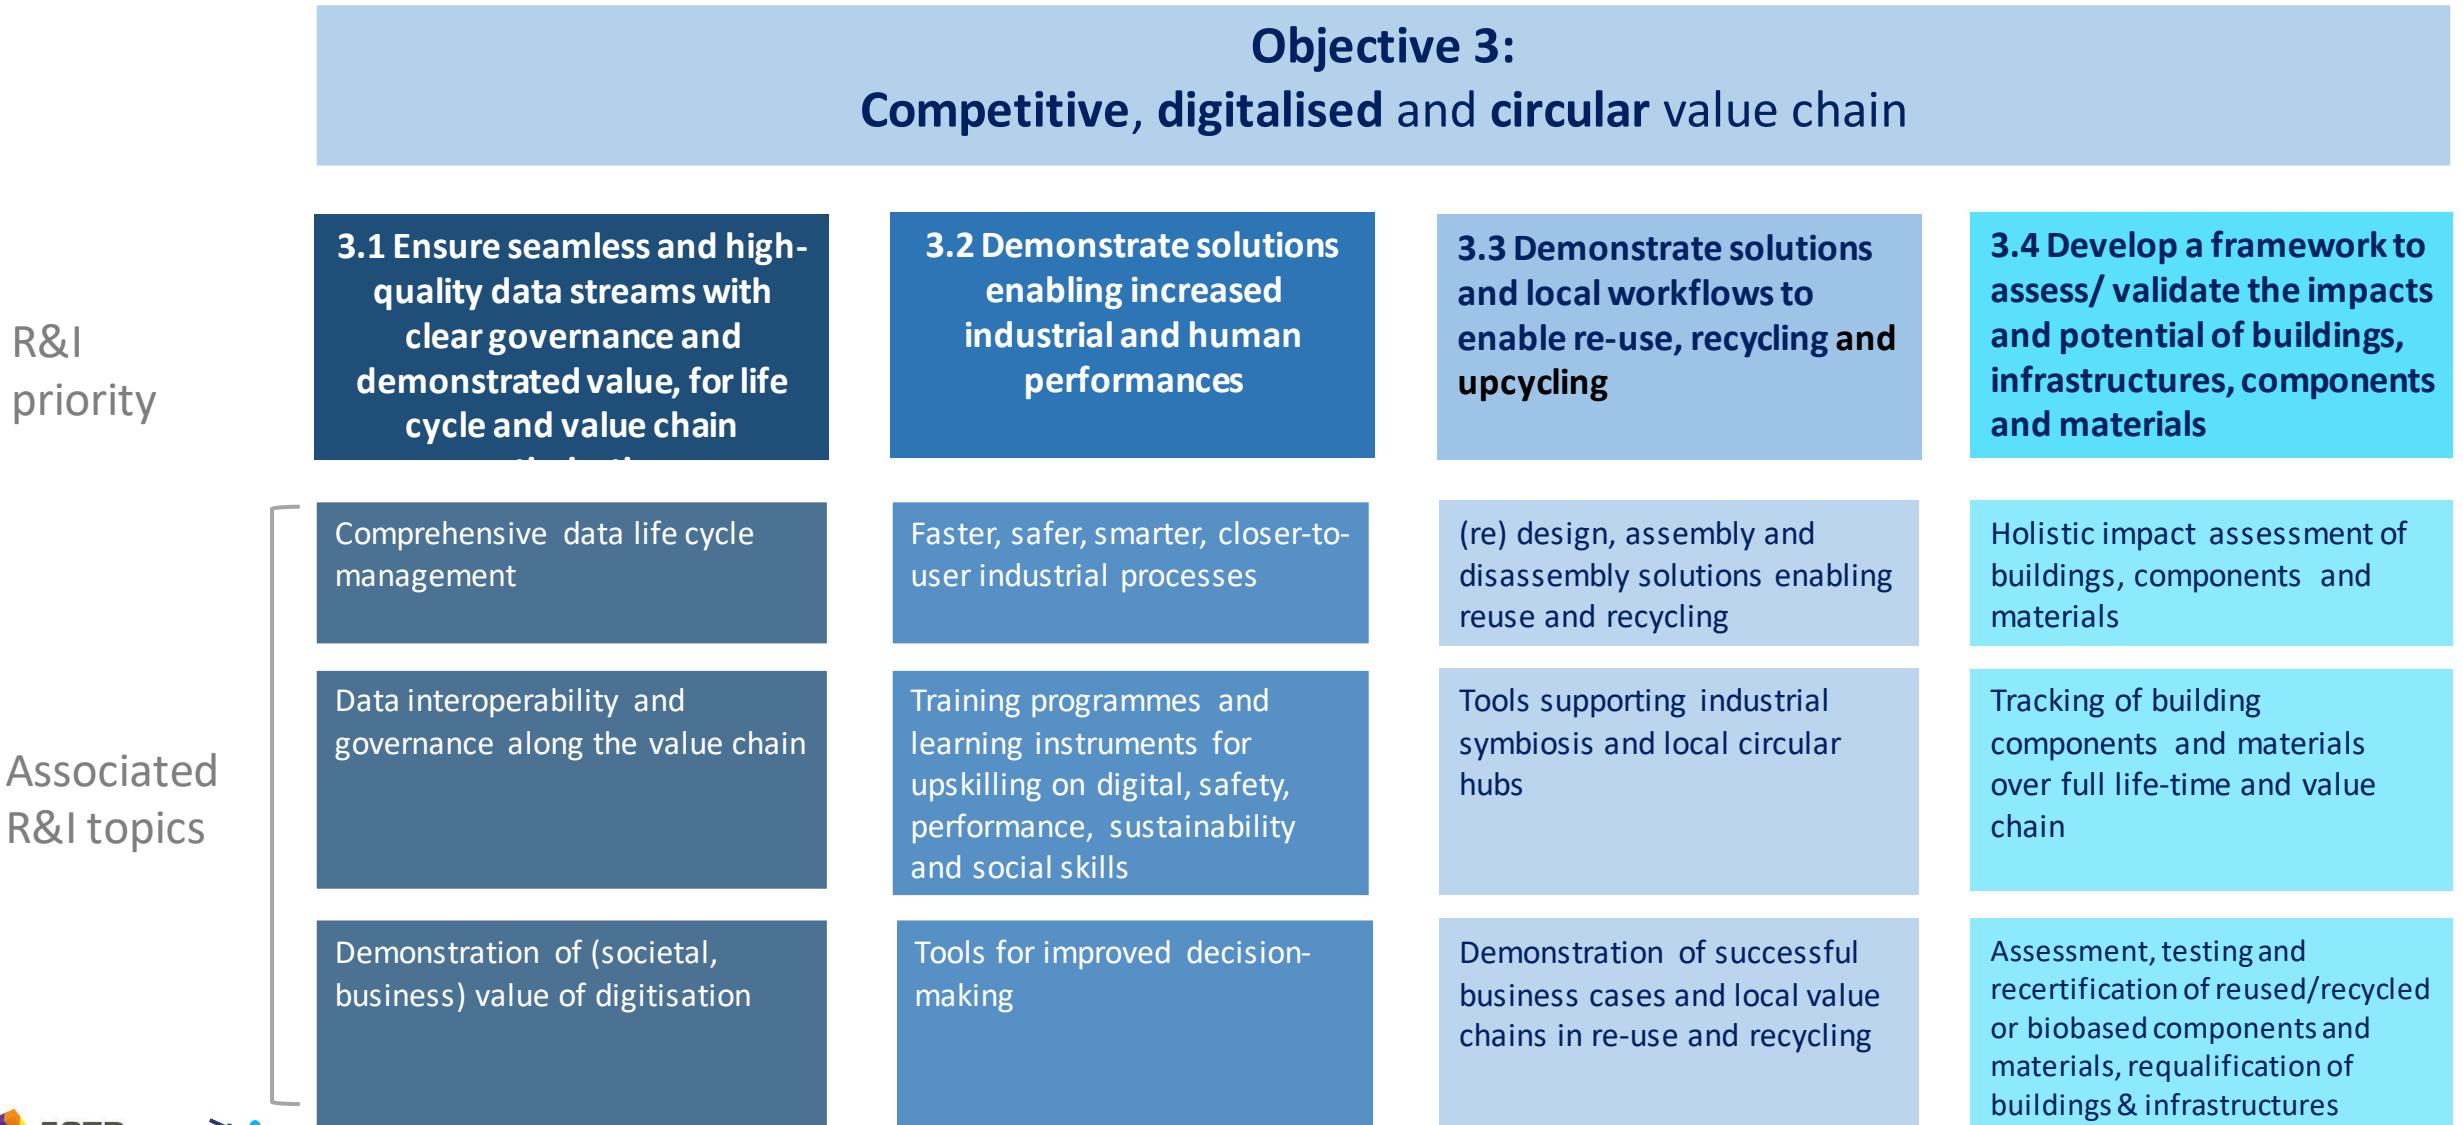 Objective 3:
Competitive, digitalised and circular value chain
R&I
priority
3.1 Ensure seamless and high-
quality data streams with
clear governance and
demonstrated value, for life
cycle and value chain
3.2 Demonstrate solutions
enabling increased
industrial and human
performances
3.3 Demonstrate solutions
and local workflows to
enable re-use, recycling and
upcycling
3.4 Develop a framework to
assess/ validate the impacts
and potential of buildings,
infrastructures, components
and materials
Associated
R&I topics
Comprehensive data life cycle
management
Faster, safer, smarter, closer-to-
user industrial processes
(re) design, assembly and
disassembly solutions enabling
reuse and recycling
Holistic impact assessment of
buildings, components and
materials
Data interoperability and
governance along the value chain
Training programmes and
learning instruments for
upskilling on digital, safety,
performance, sustainability
and social skills
Tools supporting industrial
symbiosis and local circular
hubs
Tracking of building
components and materials
over full life-time and value
chain
Demonstration of (societal,
business) value of digitisation
Tools for improved decision-
making
Demonstration of successful
business cases and local value
chains in re-use and recycling
Assessment, testing and
recertification of reused/recycled
or biobased components and
materials, requalification of
buildings & infrastructures